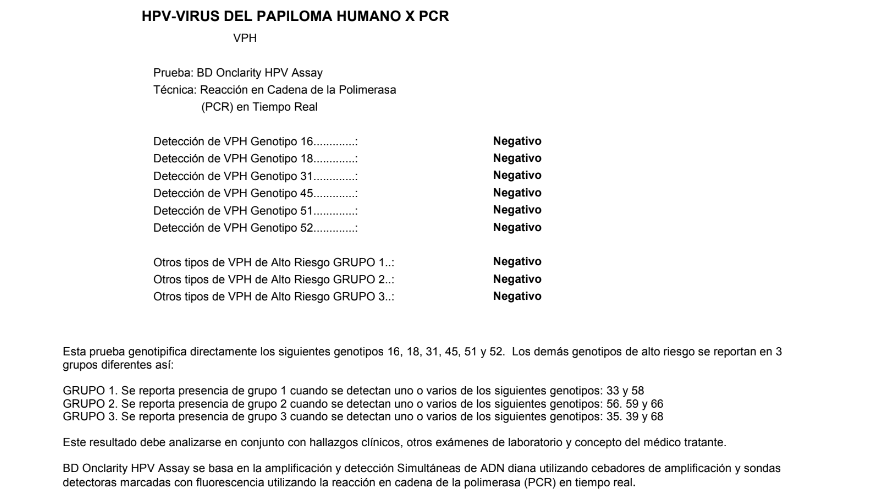 HPV-VIRUS DEL PAPILOMA HUMANO X PCR
VPH
Prueba: BD Onclarity HPV Assay
Técnica: Reacción en Cadena de la Polimerasa
(PCR) en Tiempo Real
Detección de VPH Genotipo 16.............: Negativo
Detección de VPH Genotipo 18.............: Negativo
Detección de VPH Genotipo 31.............: Negativo
Detección de VPH Genotipo 45.............: Negativo
Detección de VPH Genotipo 51.............: Negativo
Detección de VPH Genotipo 52.............: Negativo
Otros tipos de VPH de Alto Riesgo GRUPO 1..: Negativo
Otros tipos de VPH de Alto Riesgo GRUPO 2..: Negativo
Otros tipos de VPH de Alto Riesgo GRUPO 3..: Negativo
Esta prueba genotipifica directamente los siguientes genotipos 16, 18, 31, 45, 51 y 52.  Los demás genotipos de alto riesgo se reportan en 3
grupos diferentes así:
GRUPO 1. Se reporta presencia de grupo 1 cuando se detectan uno o varios de los siguientes genotipos: 33 y 58
GRUPO 2. Se reporta presencia de grupo 2 cuando se detectan uno o varios de los siguientes genotipos: 56. 59 y 66
GRUPO 3. Se reporta presencia de grupo 3 cuando se detectan uno o varios de los siguientes genotipos: 35. 39 y 68
Este resultado debe analizarse en conjunto con hallazgos clínicos, otros exámenes de laboratorio y concepto del médico tratante.
BD Onclarity HPV Assay se basa en la amplificación y detección Simultáneas de ADN diana utilizando cebadores de amplificación y sondas
detectoras marcadas con fluorescencia utilizando la reacción en cadena de la polimerasa (PCR) en tiempo real.